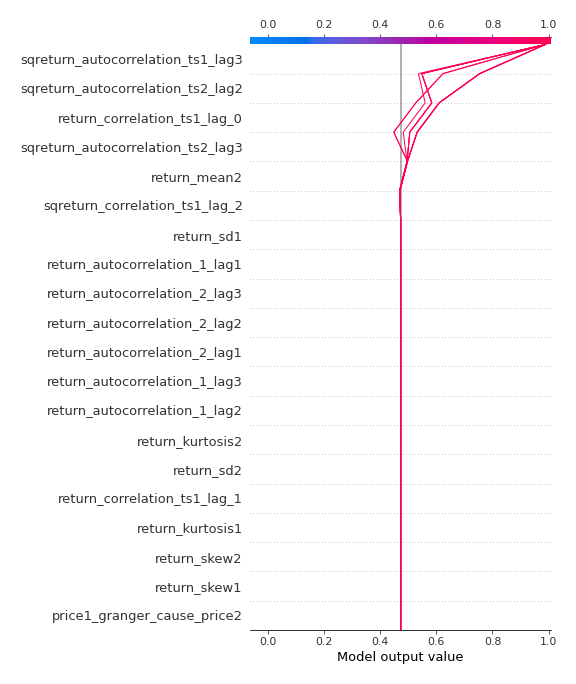 0.0 0.2 0.4 0.6 0.8 1.0
sqreturn_autocorrelation_ts1_lag3
sqreturn_autocorrelation_ts2_lag2
return_correlation_ts1_lag_0
sqreturn_autocorrelation_ts2_lag3
return_mean2
sqreturn_correlation_ts1_lag_2
return_sd1
return_autocorrelation_1_lag1
return_autocorrelation_2_lag3
return_autocorrelation_2_lag2
return_autocorrelation_2_lag1
return_autocorrelation_1_lag3
return_autocorrelation_1_lag2
return_kurtosis2
return_sd2
return_correlation_ts1_lag_1
return_kurtosis1
return_skew2
return_skew1
price1_granger_cause_price2
0.0 0.2 0.4 0.6 0.8 1.0
Model output value